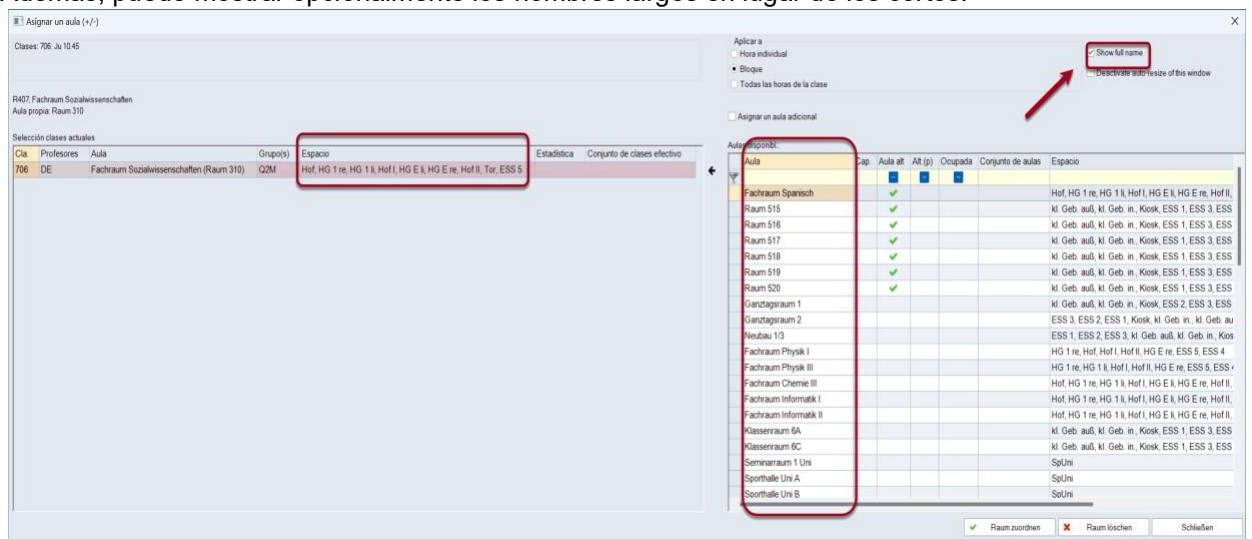 Además, puede mostrar opcionalmente los nombres largos en lugar de los cortos.
Asignar un aula (+/-)
X
Clases: 706: Ju 10:45
Aplicar a
Hora individual
Bloque
Todas las horas de la clase
Show full name
Deactivate auto-resize of this window
R407, Fachraum Sozialwissenschaften
Aula propia: Raum 310
Asignar un aula adicional
Selección clases actuales
Cla. Profesores Aula Grupo(s) Espacio Estadística Conjunto de clases efectivo
706 DE Fachraum Sozialwissenschaften (Raum 310) Q2M Hof, HG 1 re, HG 1 li, Hof I, HG E li, HG E re, Hof II, Tor, ESS 5
Aulas disponibl.:
Aula Cap. Aula alt Alt (p) Ocupada Conjunto de aulas Espacio
Fachraum Spanisch Hof, HG 1 re, HG 1 li, Hof I, HG E li, HG E re, Hof II,
Raum 515 kl. Geb. auß, kl. Geb. in., Kiosk, ESS 1, ESS 3, ESS
Raum 516 kl. Geb. auß, kl. Geb. in., Kiosk, ESS 1, ESS 3, ESS
Raum 517 kl. Geb. auß, kl. Geb. in., Kiosk, ESS 1, ESS 3, ESS
Raum 518 kl. Geb. auß, kl. Geb. in., Kiosk, ESS 1, ESS 3, ESS
Raum 519 kl. Geb. auß, kl. Geb. in., Kiosk, ESS 1, ESS 3, ESS
Raum 520 kl. Geb. auß, kl. Geb. in., Kiosk, ESS 1, ESS 3, ESS
Ganztagsraum 1 kl. Geb. auß, kl. Geb. in., Kiosk, ESS 2, ESS 3, ESS
Ganztagsraum 2 ESS 3, ESS 2, ESS 1, Kiosk, kl. Geb. in., kl. Geb. au
Neubau 1/3 ESS 1, ESS 2, ESS 3, kl. Geb. auß, kl. Geb. in., Kios
Fachraum Physik I HG 1 re, Hof, Hof I, Hof II, HG E re, ESS 5, ESS 4
Fachraum Physik III HG 1 re, HG 1 li, Hof I, Hof II, HG E re, ESS 5, ESS
Fachraum Chemie III Hof, HG 1 re, HG 1 li, Hof I, HG E li, HG E re, Hof II,
Fachraum Informatik I Hof, HG 1 re, HG 1 li, Hof I, HG E li, HG E re, Hof II,
Fachraum Informatik II Hof, HG 1 re, HG 1 li, Hof I, HG E li, HG E re, Hof II,
Klassenraum 6A kl. Geb. auß, kl. Geb. in., Kiosk, ESS 1, ESS 3, ESS
Klassenraum 6C kl. Geb. auß, kl. Geb. in., Kiosk, ESS 1, ESS 3, ESS
Seminarraum 1 Uni SpUni
Sporthalle Uni A SpUni
Sporthalle Uni B SpUni
Raum zuordnen Raum löschen Schließen